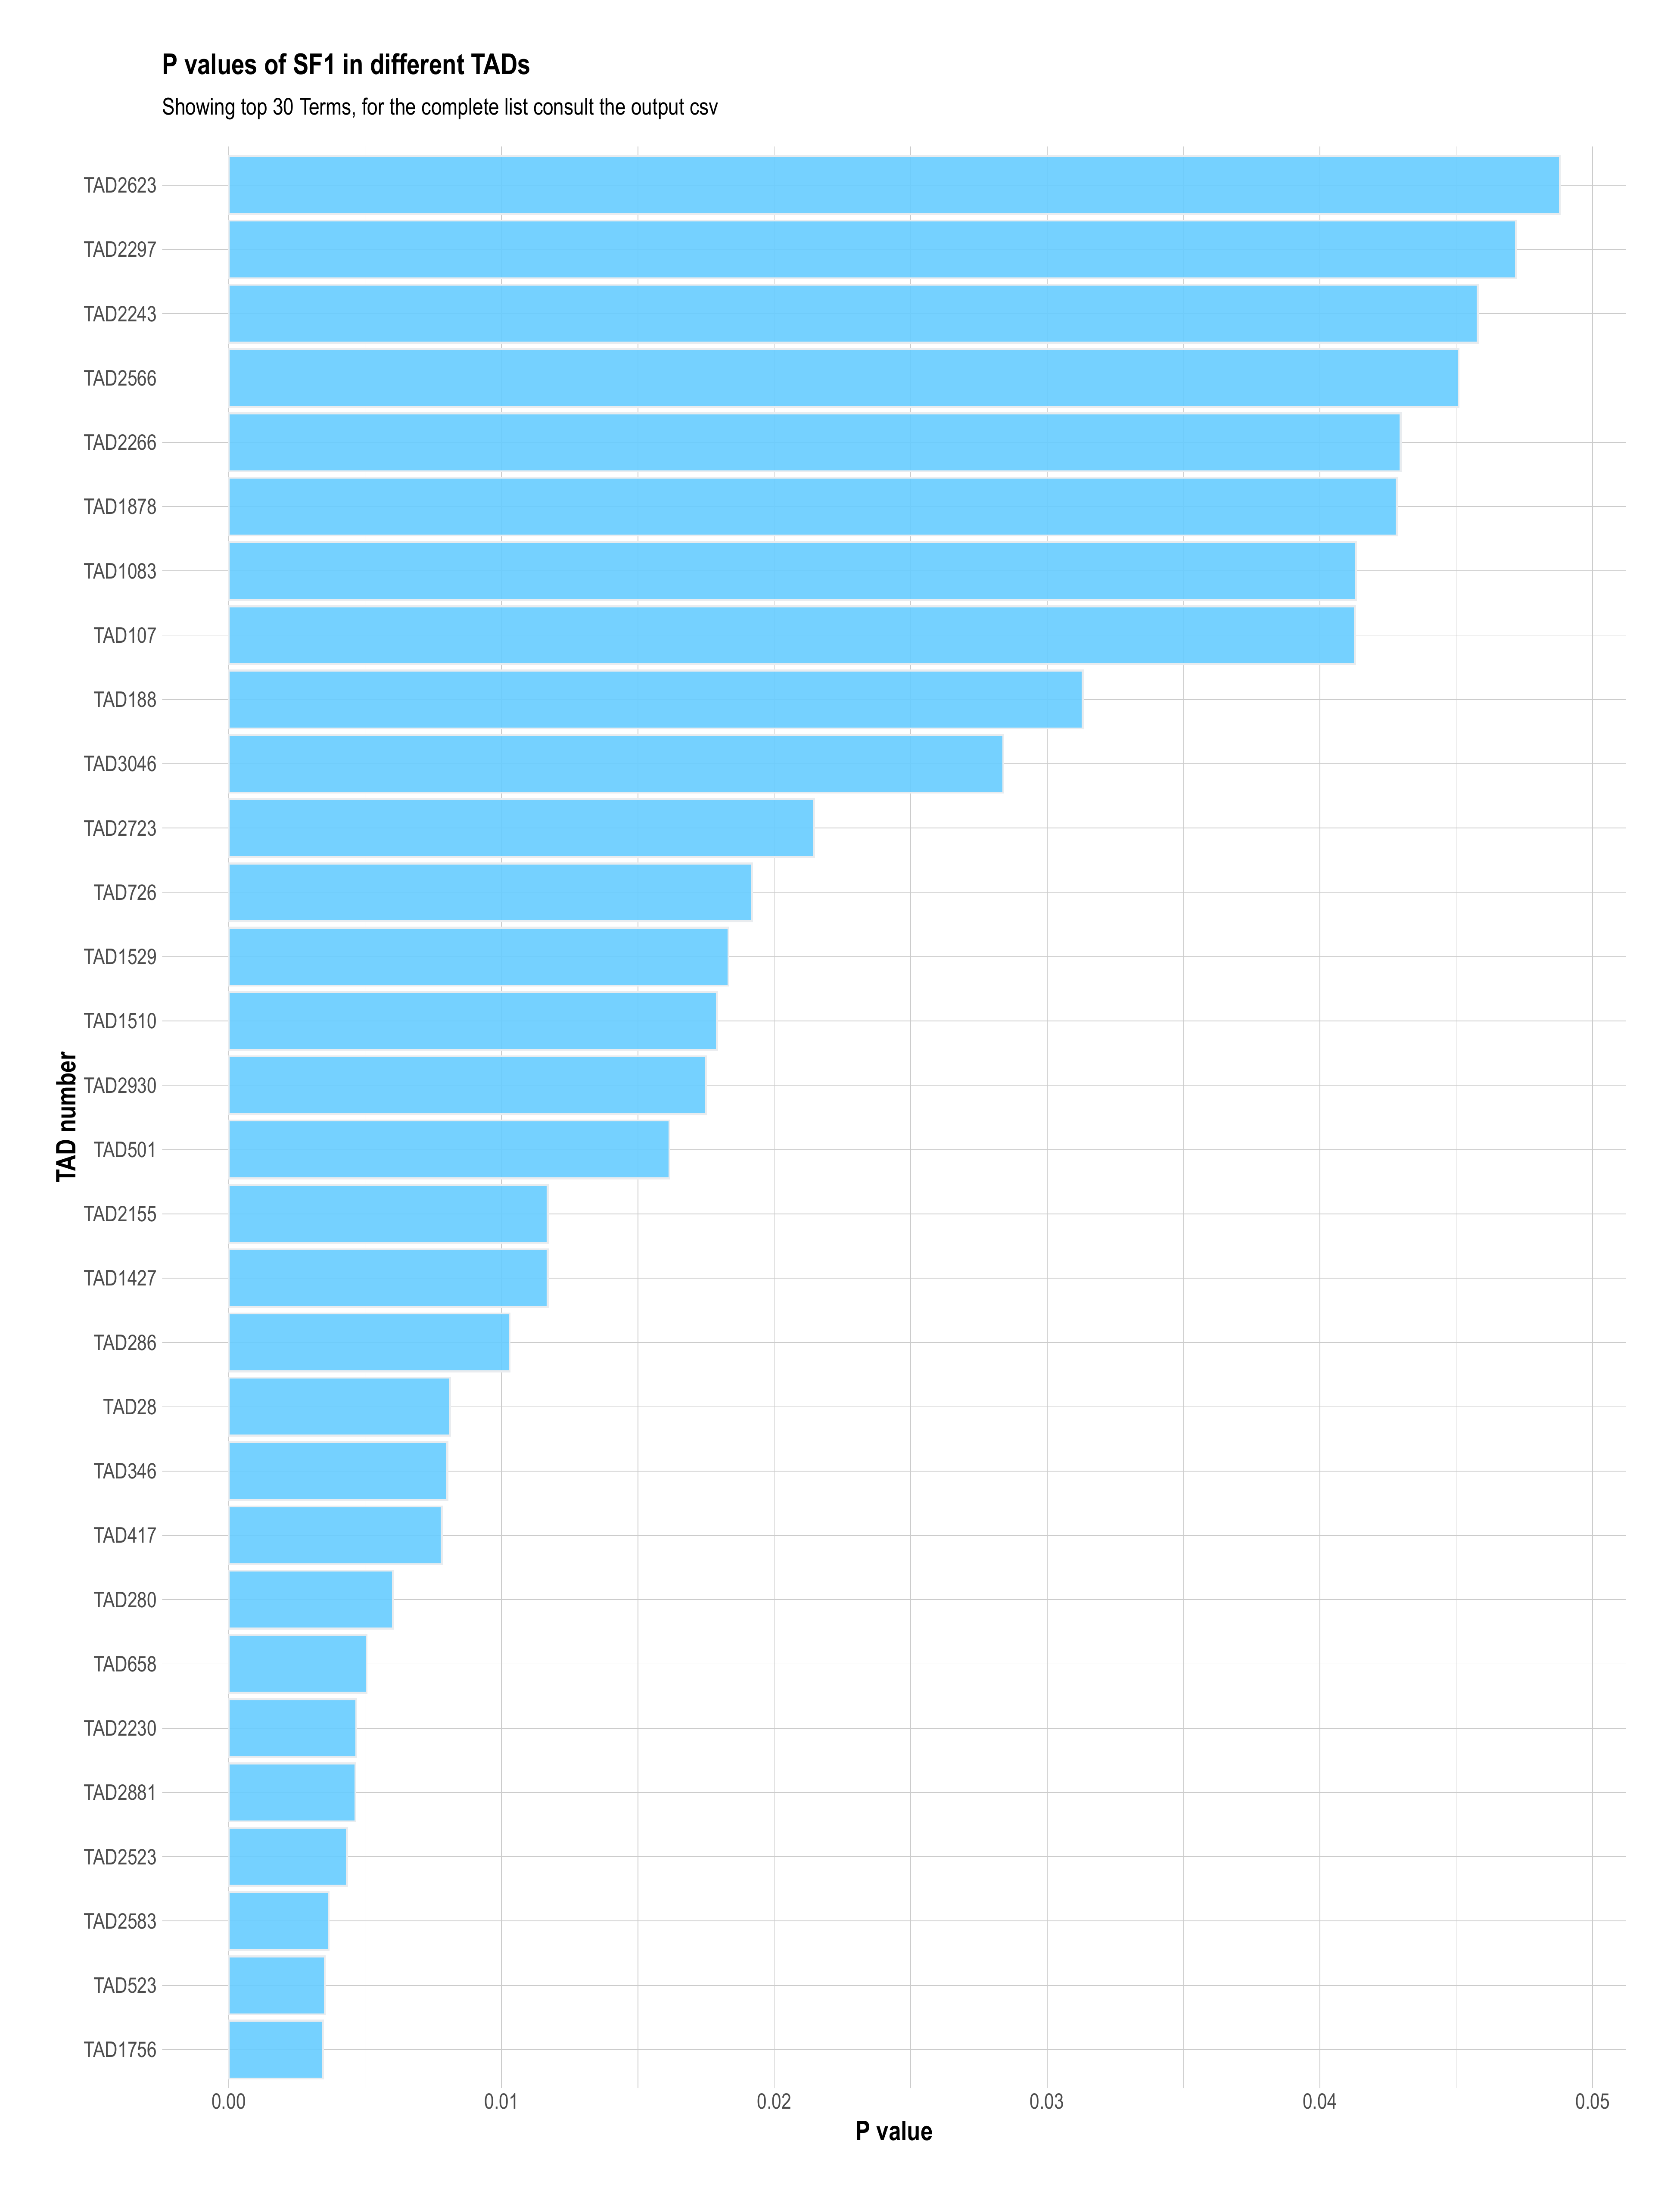 P values of SF1 in different TADs
Showing top 30 Terms, for the complete list consult the output csv
TAD2623
TAD2297
TAD2243
TAD2566
TAD2266
TAD1878
TAD1083
TAD107
TAD188
TAD3046
TAD2723
TAD726
TAD1529
TAD1510
TAD2930
TAD501
TAD2155
TAD1427
TAD286
TAD28
TAD346
TAD417
TAD280
TAD658
TAD2230
TAD2881
TAD2523
TAD2583
TAD523
TAD1756
TAD number
0.00 0.01 0.02 0.03 0.04 0.05
P value